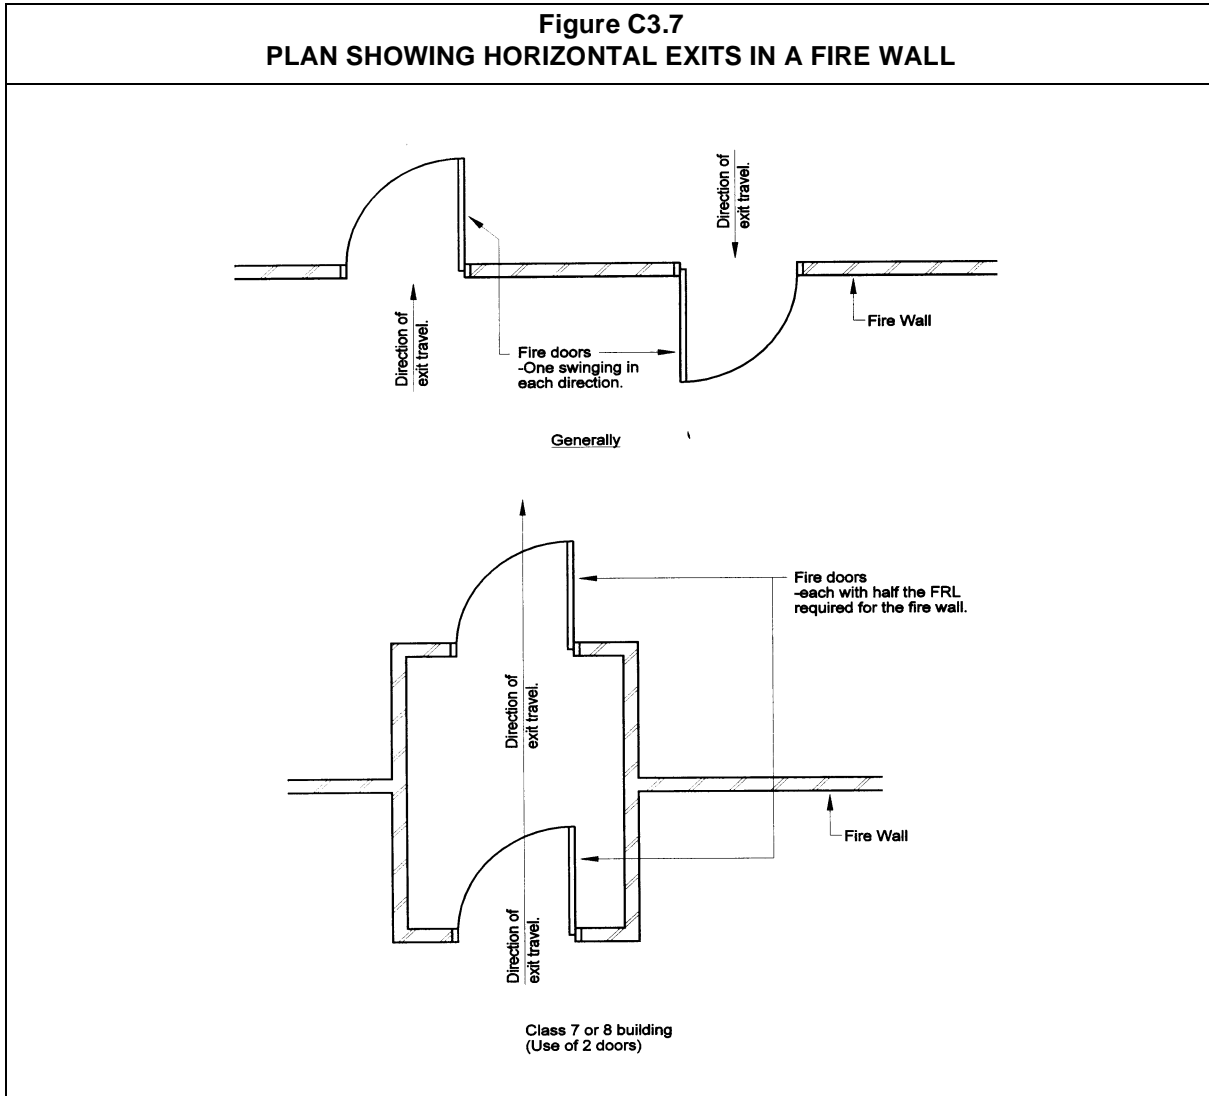 Figure C3.7
PLAN SHOWING HORIZONTAL EXITS IN A FIRE WALL
Direction of
exit travel.
Direction of
exit travel.
Fire Wall
Fire doors
-One swinging in
each direction.
Generally
Fire doors
-each with half the FRL
required for the fire wall.
Direction of
exit travel.
Fire Wall
Direction of
exit travel.
Class 7 or 8 building
(Use of 2 doors)